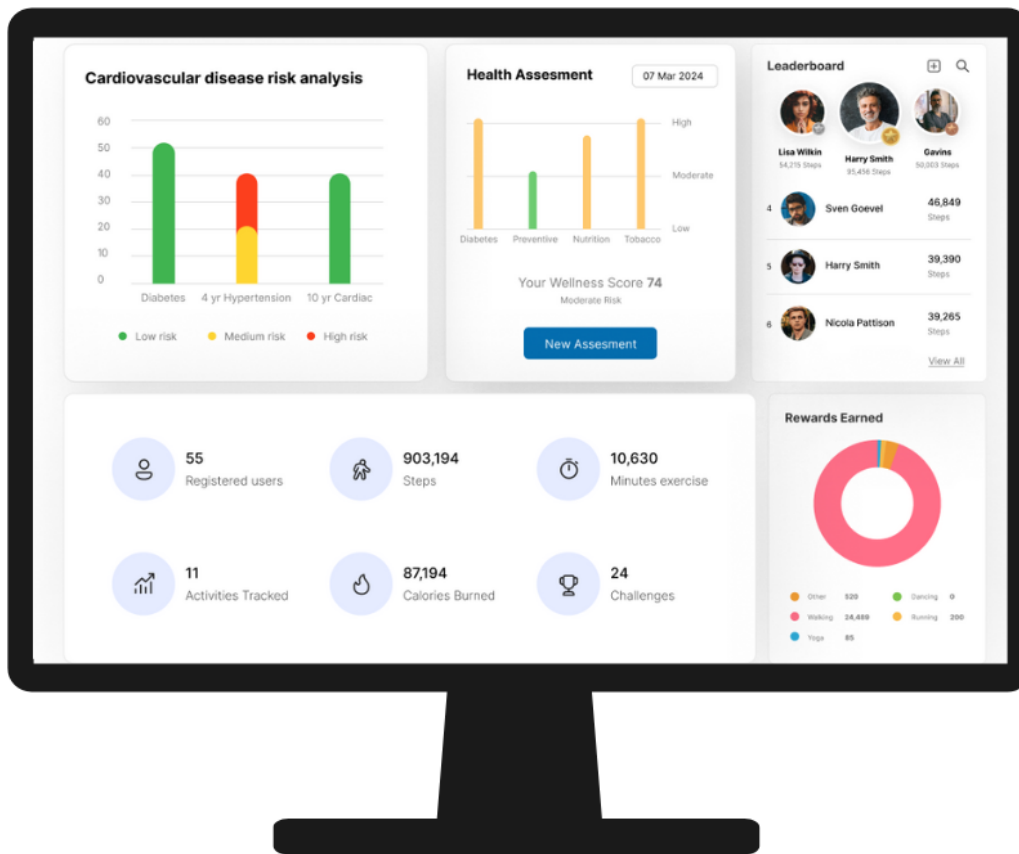 Cardiovascular disease risk analysis
60
50
40
30
20
10
0
Diabetes 4 yr Hypertension 10 yr Cardiac
Low risk Medium risk High risk
Health Assesment 07 Mar 2024
High
Moderate
Low
Diabetes Preventive Nutrition Tobacco
Your Wellness Score 74
Moderate Risk
New Assesment
Leaderboard
Lisa Wilkin Harry Smith Gavins
54,215 Steps 95,456 Steps 50,003 Steps
4 Sven Goevel 46,849
Steps
5 Harry Smith 39,390
Steps
6 Nicola Pattison 39,265
Steps
View All
55
Registered users
903,194
Steps
10,630
Minutes exercise
11
Activities Tracked
87,194
Calories Burned
24
Challenges
Rewards Earned
Other 520 Dancing 0
Walking Running 200
Yoga 85